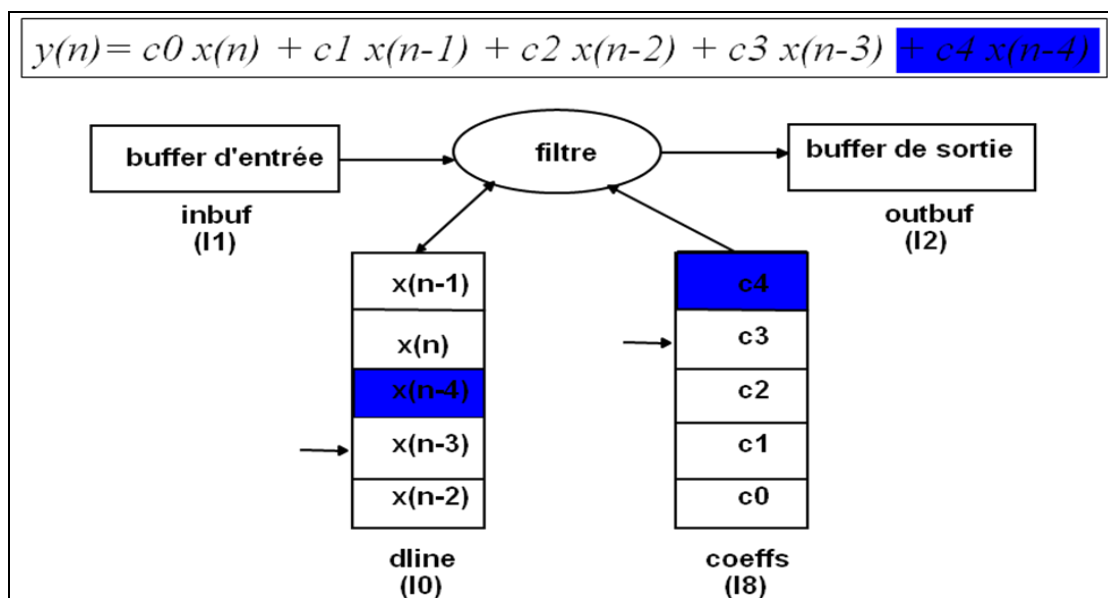 y(n)= c0 x(n) + c1 x(n-1) + c2 x(n-2) + c3 x(n-3) + c4 x(n-4)
buffer d'entrée
filtre
buffer de sortie
inbuf
(I1)
outbuf
(I2)
x(n-1)
x(n)
x(n-4)
x(n-3)
x(n-2)
dline
(I0)
c4
c3
c2
c1
c0
coeffs
(I8)